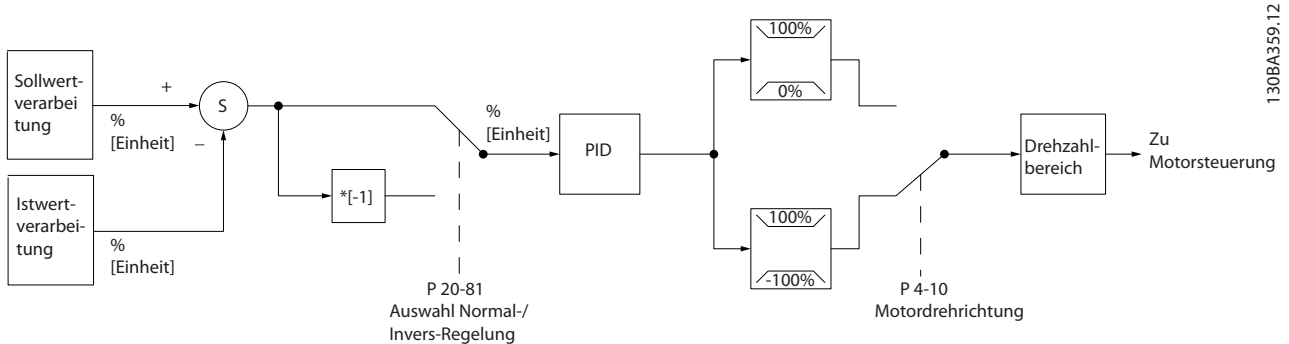 130BA359.12
Sollwert-
verarbei
tung
+
%
[Einheit]
S
−
Istwert-
verarbei-
tung
%
[Einheit]
*[-1]
%
[Einheit]
P 20-81
Auswahl Normal-/
Invers-Regelung
PID
100%
0%
100%
-100%
P 4-10
Motordrehrichtung
Drehzahl-
bereich
Zu
Motorsteuerung